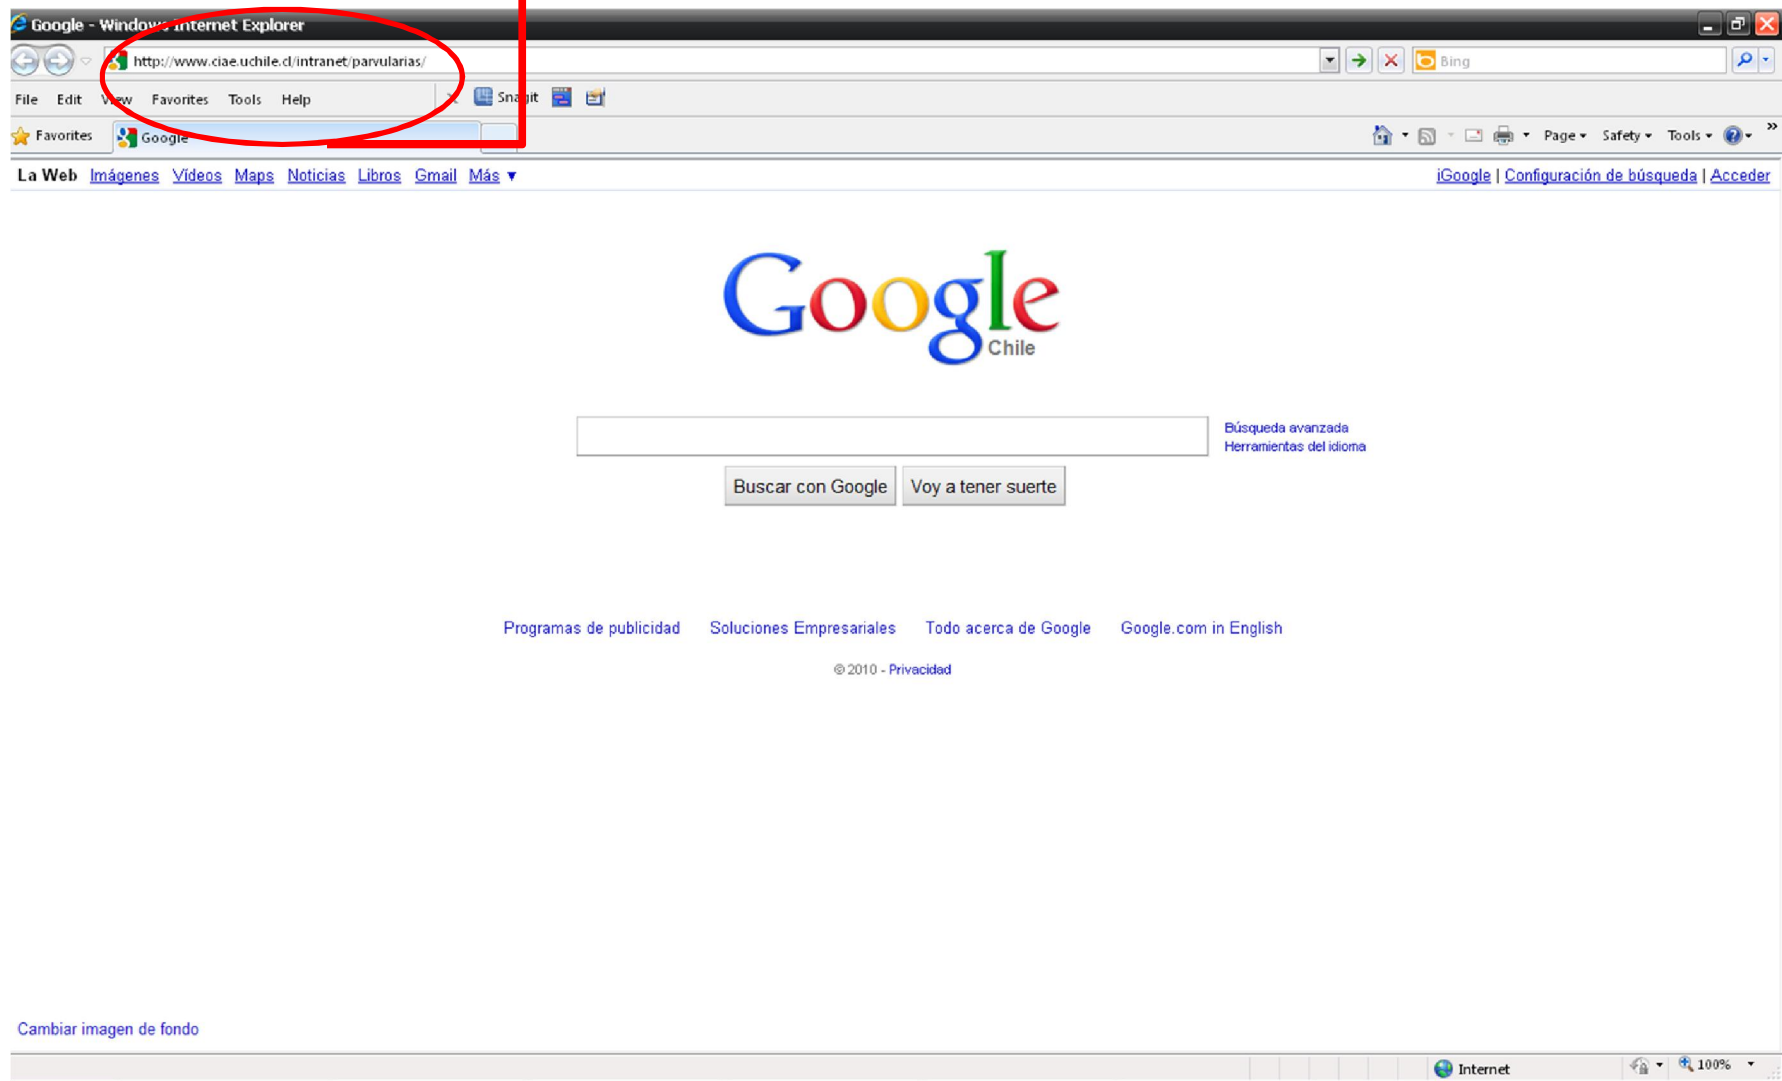 Google - Windows Internet Explorer
http://www.ciae.uchile.cl/intranet/parvularias/
Bing
File Edit View Favorites Tools Help
x Snagit
Favorites Google
Page Safety Tools »
La Web Imágenes Vídeos Maps Noticias Libros Gmail Más ▼
iGoogle | Configuración de búsqueda | Acceder
Google
Chile
Búsqueda avanzada
Herramientas del idioma
Buscar con Google Voy a tener suerte
Programas de publicidad Soluciones Empresariales Todo acerca de Google Google.com in English
© 2010 - Privacidad
Cambiar imagen de fondo
Internet 100%